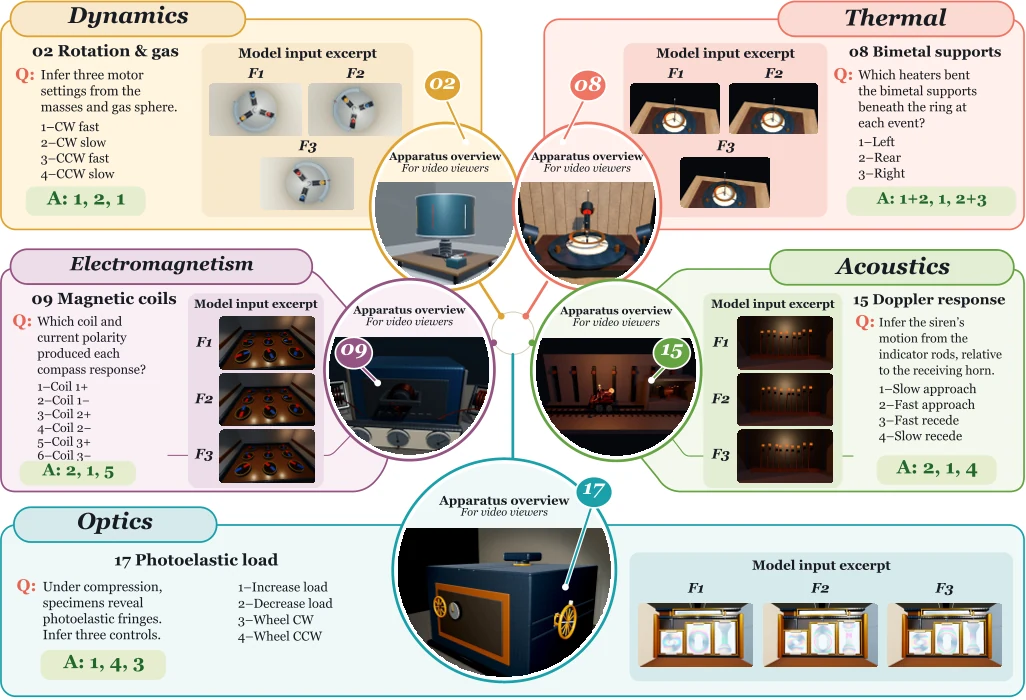 Dynamics
02 Rotation & gas
Q: Infer three motor
settings from the
masses and gas sphere.
1–CW fast
2–CW slow
3–CCW fast
4–CCW slow
A: 1, 2, 1
Model input excerpt
F1
F2
F3
02
Apparatus overview
For video viewers
Thermal
08
Apparatus overview
For video viewers
Model input excerpt
F1
F2
F3
08 Bimetal supports
Q: Which heaters bent
the bimetal supports
beneath the ring at
each event?
1–Left
2–Rear
3–Right
A: 1+2, 1, 2+3
Electromagnetism
09 Magnetic coils
Q: Which coil and
current polarity
produced each
compass response?
1–Coil 1+
2–Coil 1−
3–Coil 2+
4–Coil 2−
5–Coil 3+
6–Coil 3−
A: 2, 1, 5
Model input excerpt
F1
F2
F3
Apparatus overview
For video viewers
09
Acoustics
Apparatus overview
For video viewers
15
Model input excerpt
F1
F2
F3
15 Doppler response
Q: Infer the siren's
motion from the
indicator rods, relative
to the receiving horn.
1–Slow approach
2–Fast approach
3–Fast recede
4–Slow recede
A: 2, 1, 4
Optics
17 Photoelastic load
Q: Under compression,
specimens reveal
photoelastic fringes.
Infer three controls.
1–Increase load
2–Decrease load
3–Wheel CW
4–Wheel CCW
A: 1, 4, 3
Apparatus overview
For video viewers
17
Model input excerpt
F1
F2
F3